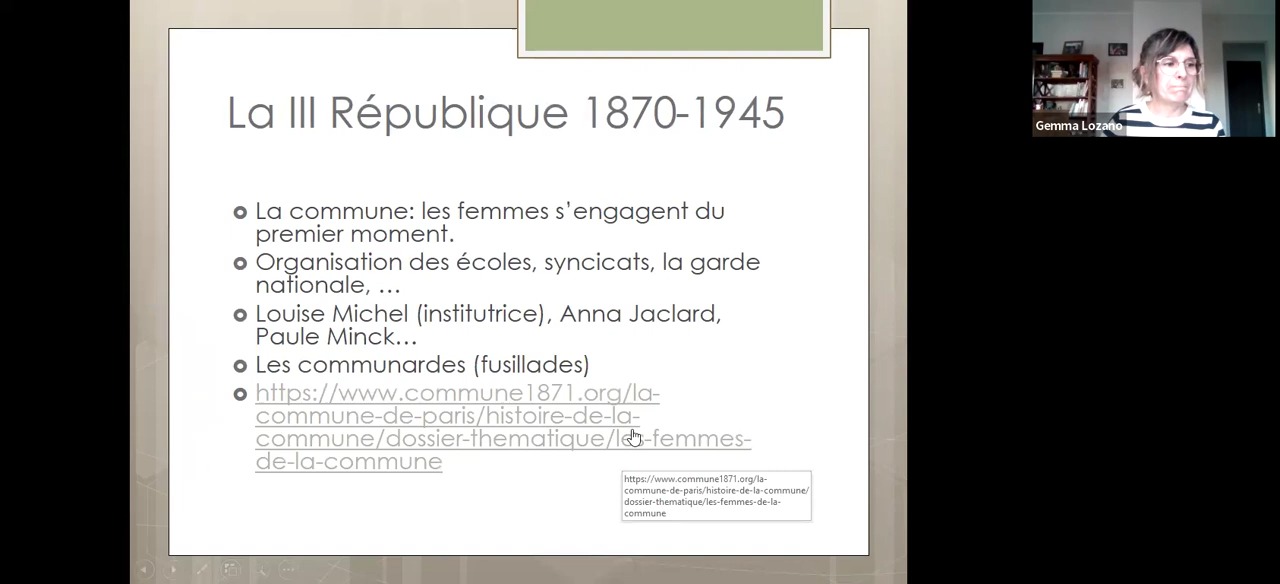 La III République 1870-1945
La commune: les femmes s’engagent du
premier moment.
Organisation des écoles, syncicats, la garde
nationale, …
Louise Michel (institutrice), Anna Jaclard,
Paule Minck…
Les communardes (fusillades)
https://www.commune1871.org/la-
commune-de-paris/histoire-de-la-
commune/dossier-thematique/les-femmes-
de-la-commune
https://www.commune1871.org/la-
commune-de-paris/histoire-de-la-commune/
dossier-thematique/les-femmes-de-la-
commune
Gemma Lozano